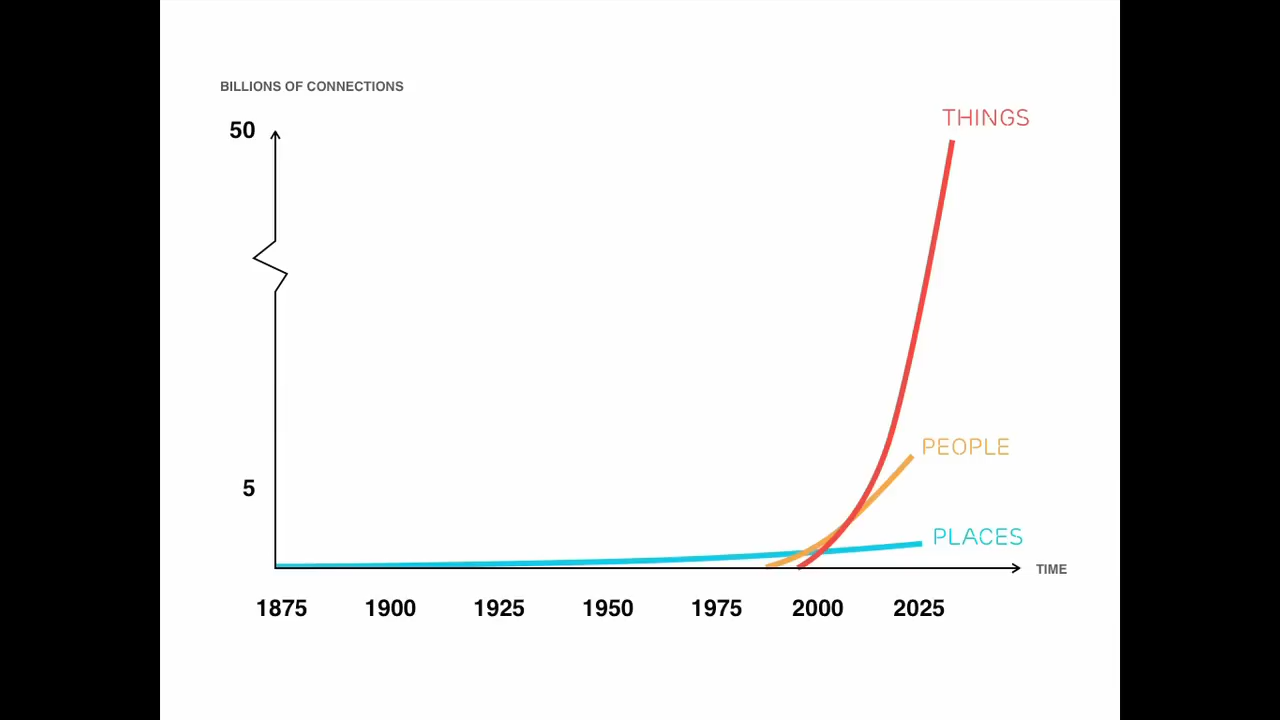 BILLIONS OF CONNECTIONS
50
THINGS
PEOPLE
5
PLACES
TIME
1875 1900 1925 1950 1975 2000 2025